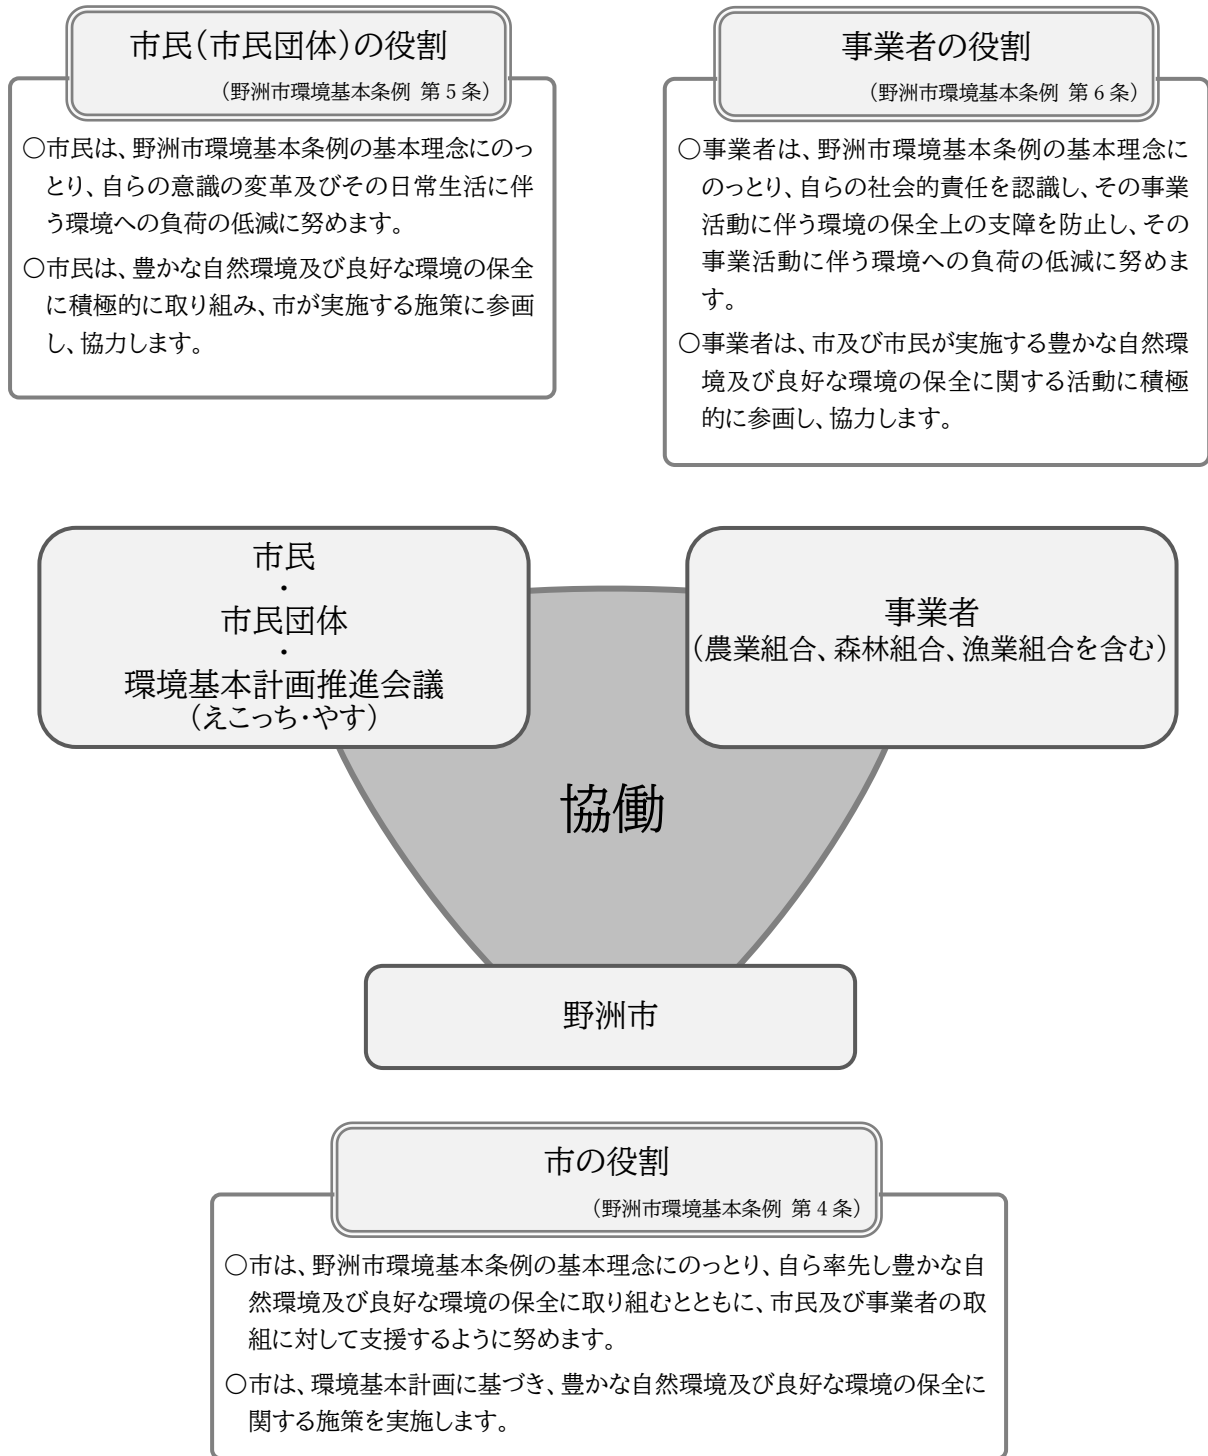 市民（市民団体）の役割
（野洲市環境基本条例 第５条）
○市民は、野洲市環境基本条例の基本理念にのっ
とり、自らの意識の変革及びその日常生活に伴
う環境への負荷の低減に努めます。
○市民は、豊かな自然環境及び良好な環境の保全
に積極的に取り組み、市が実施する施策に参画
し、協力します。
事業者の役割
（野洲市環境基本条例 第６条）
○事業者は、野洲市環境基本条例の基本理念に
のっとり、自らの社会的責任を認識し、その事業
活動に伴う環境の保全上の支障を防止し、その
事業活動に伴う環境への負荷の低減に努めま
す。
○事業者は、市及び市民が実施する豊かな自然環
境及び良好な環境の保全に関する活動に積極
的に参画し、協力します。
市民
・
市民団体
・
環境基本計画推進会議
（えこっち・やす）
事業者
（農業組合、森林組合、漁業組合を含む）
協働
野洲市
市の役割
（野洲市環境基本条例 第４条）
○市は、野洲市環境基本条例の基本理念にのっとり、自ら率先し豊かな自
然環境及び良好な環境の保全に取り組むとともに、市民及び事業者の取
組に対して支援するように努めます。
○市は、環境基本計画に基づき、豊かな自然環境及び良好な環境の保全に
関する施策を実施します。